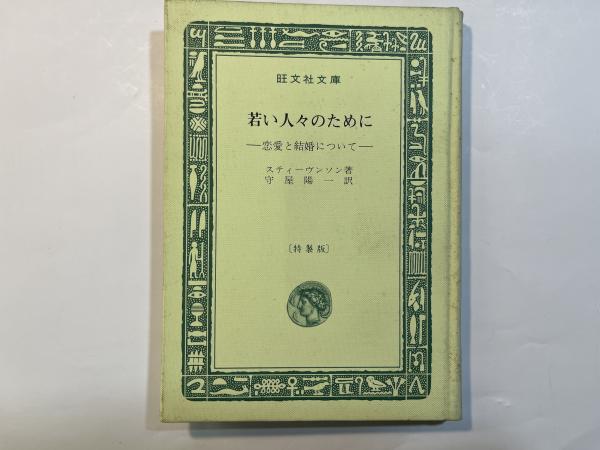 旺文社文庫
若い人々のために
―恋愛と結婚について―
スティーヴンソン著
守屋陽一訳
〔特製版〕